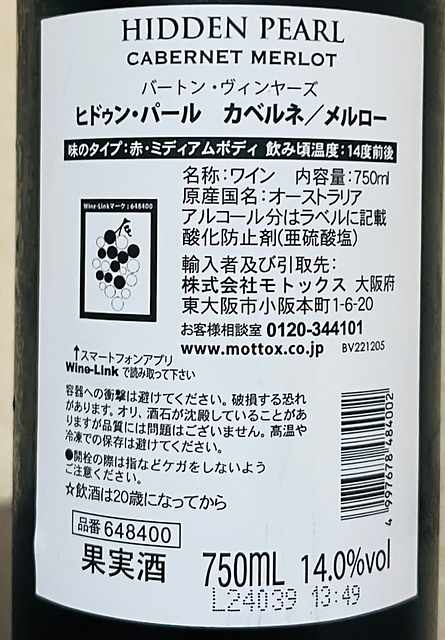 HIDDEN PEARL
CABERNET MERLOT
バートン・ヴィンヤーズ
ヒドゥン・パール カベルネ／メルロー
味のタイプ：赤・ミディアムボディ 飲み頃温度：14度前後
名称：ワイン 内容量：750ml
原産国名：オーストラリア
アルコール分はラベルに記載
酸化防止剤(亜硫酸塩)
Wine-Linkマーク：648400
輸入者及び引取先：
株式会社モトックス 大阪府
東大阪市小阪本町1-6-20
お客様相談室 0120-344101
www.mottox.co.jp BV221205
↑スマートフォンアプリ
Wine-Link で読み取って下さい
容器への衝撃は避けてください。破損する恐れ
があります。オリ、酒石が沈殿していることがあ
りますが品質には問題はございません。高温や
冷凍での保存は避けてください。
●開栓の際は指などケガをしないよう
ご注意ください。
☆飲酒は20歳になってから
4 997678 484002
品番 648400
果実酒 750mL 14.0%vol
L24039 13:49